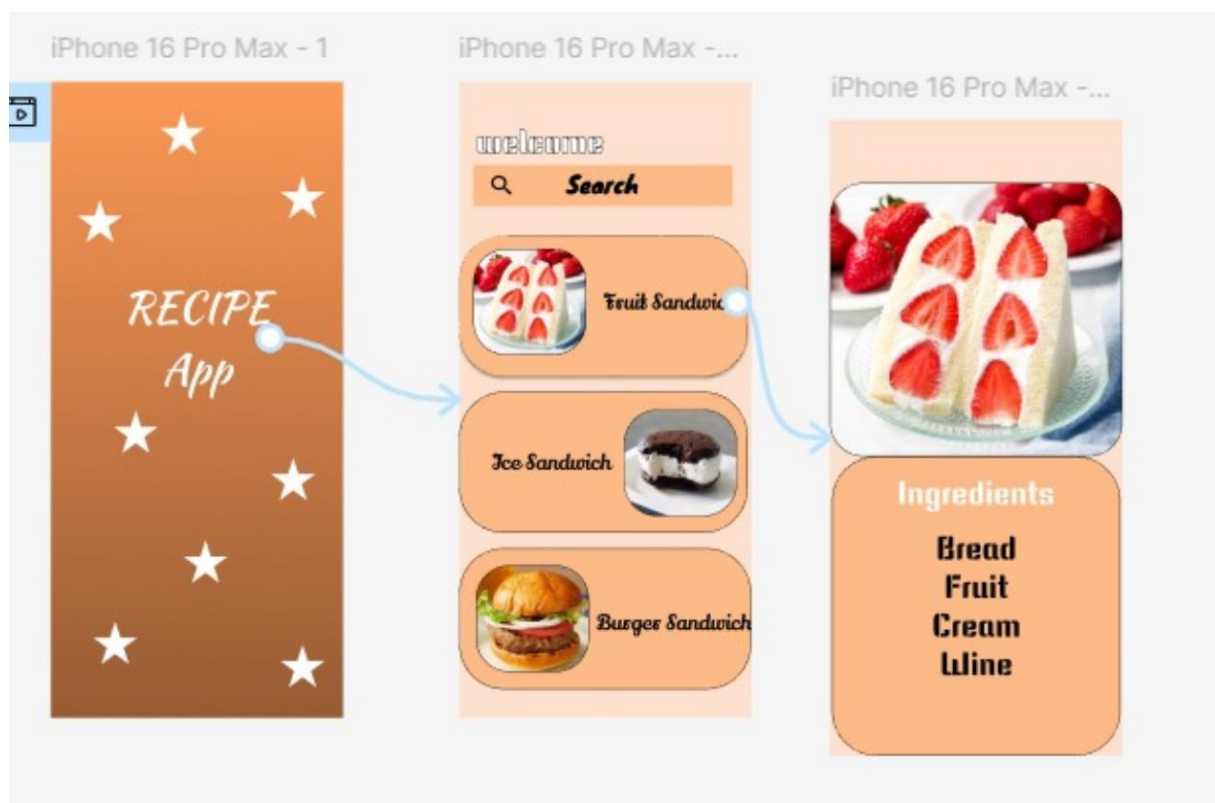 iPhone 16 Pro Max - 1
RECIPE
App
iPhone 16 Pro Max -...
welcome
Search
Fruit Sandwic
Ice Sandwich
Burger Sandwich
iPhone 16 Pro Max -...
Ingredients
Bread
Fruit
Cream
Wine